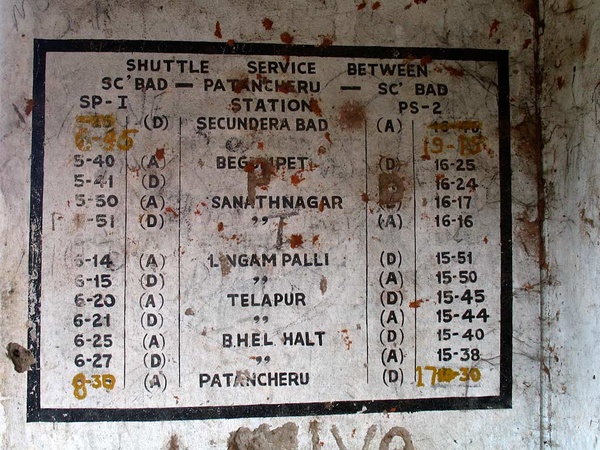 SHUTTLE SERVICE BETWEEN
SC'BAD — PATANCHERU — SC' BAD
SP-I STATION PS-2
(D) SECUNDERA BAD (A)
6-45
5-40 (A) BEGUMPET (D) 16-25
5-41 (D) 16-24
5-50 (A) SANATHNAGAR 16-17
-51 (D) ,, (A) 16-16
6-14 (A) LINGAM PALLI (D) 15-51
6-15 (D) ,, (A) 15-50
6-20 (A) TELAPUR (D) 15-45
6-21 (D) ,, (A) 15-44
6-25 (A) B.HEL HALT (D) 15-40
6-27 (D) ,, (A) 15-38
8-30 (A) PATANCHERU (D) 17-30